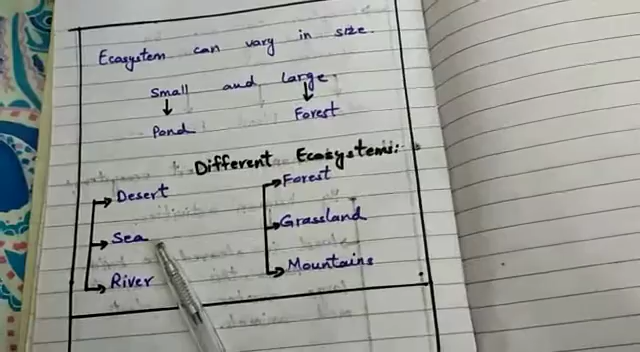 Ecosystem can vary in size.
Small and large
↓ ↓
Pond Forest
Different Ecosystems:-
→ Desert → Forest
→ Sea → Grassland
→ River → Mountains